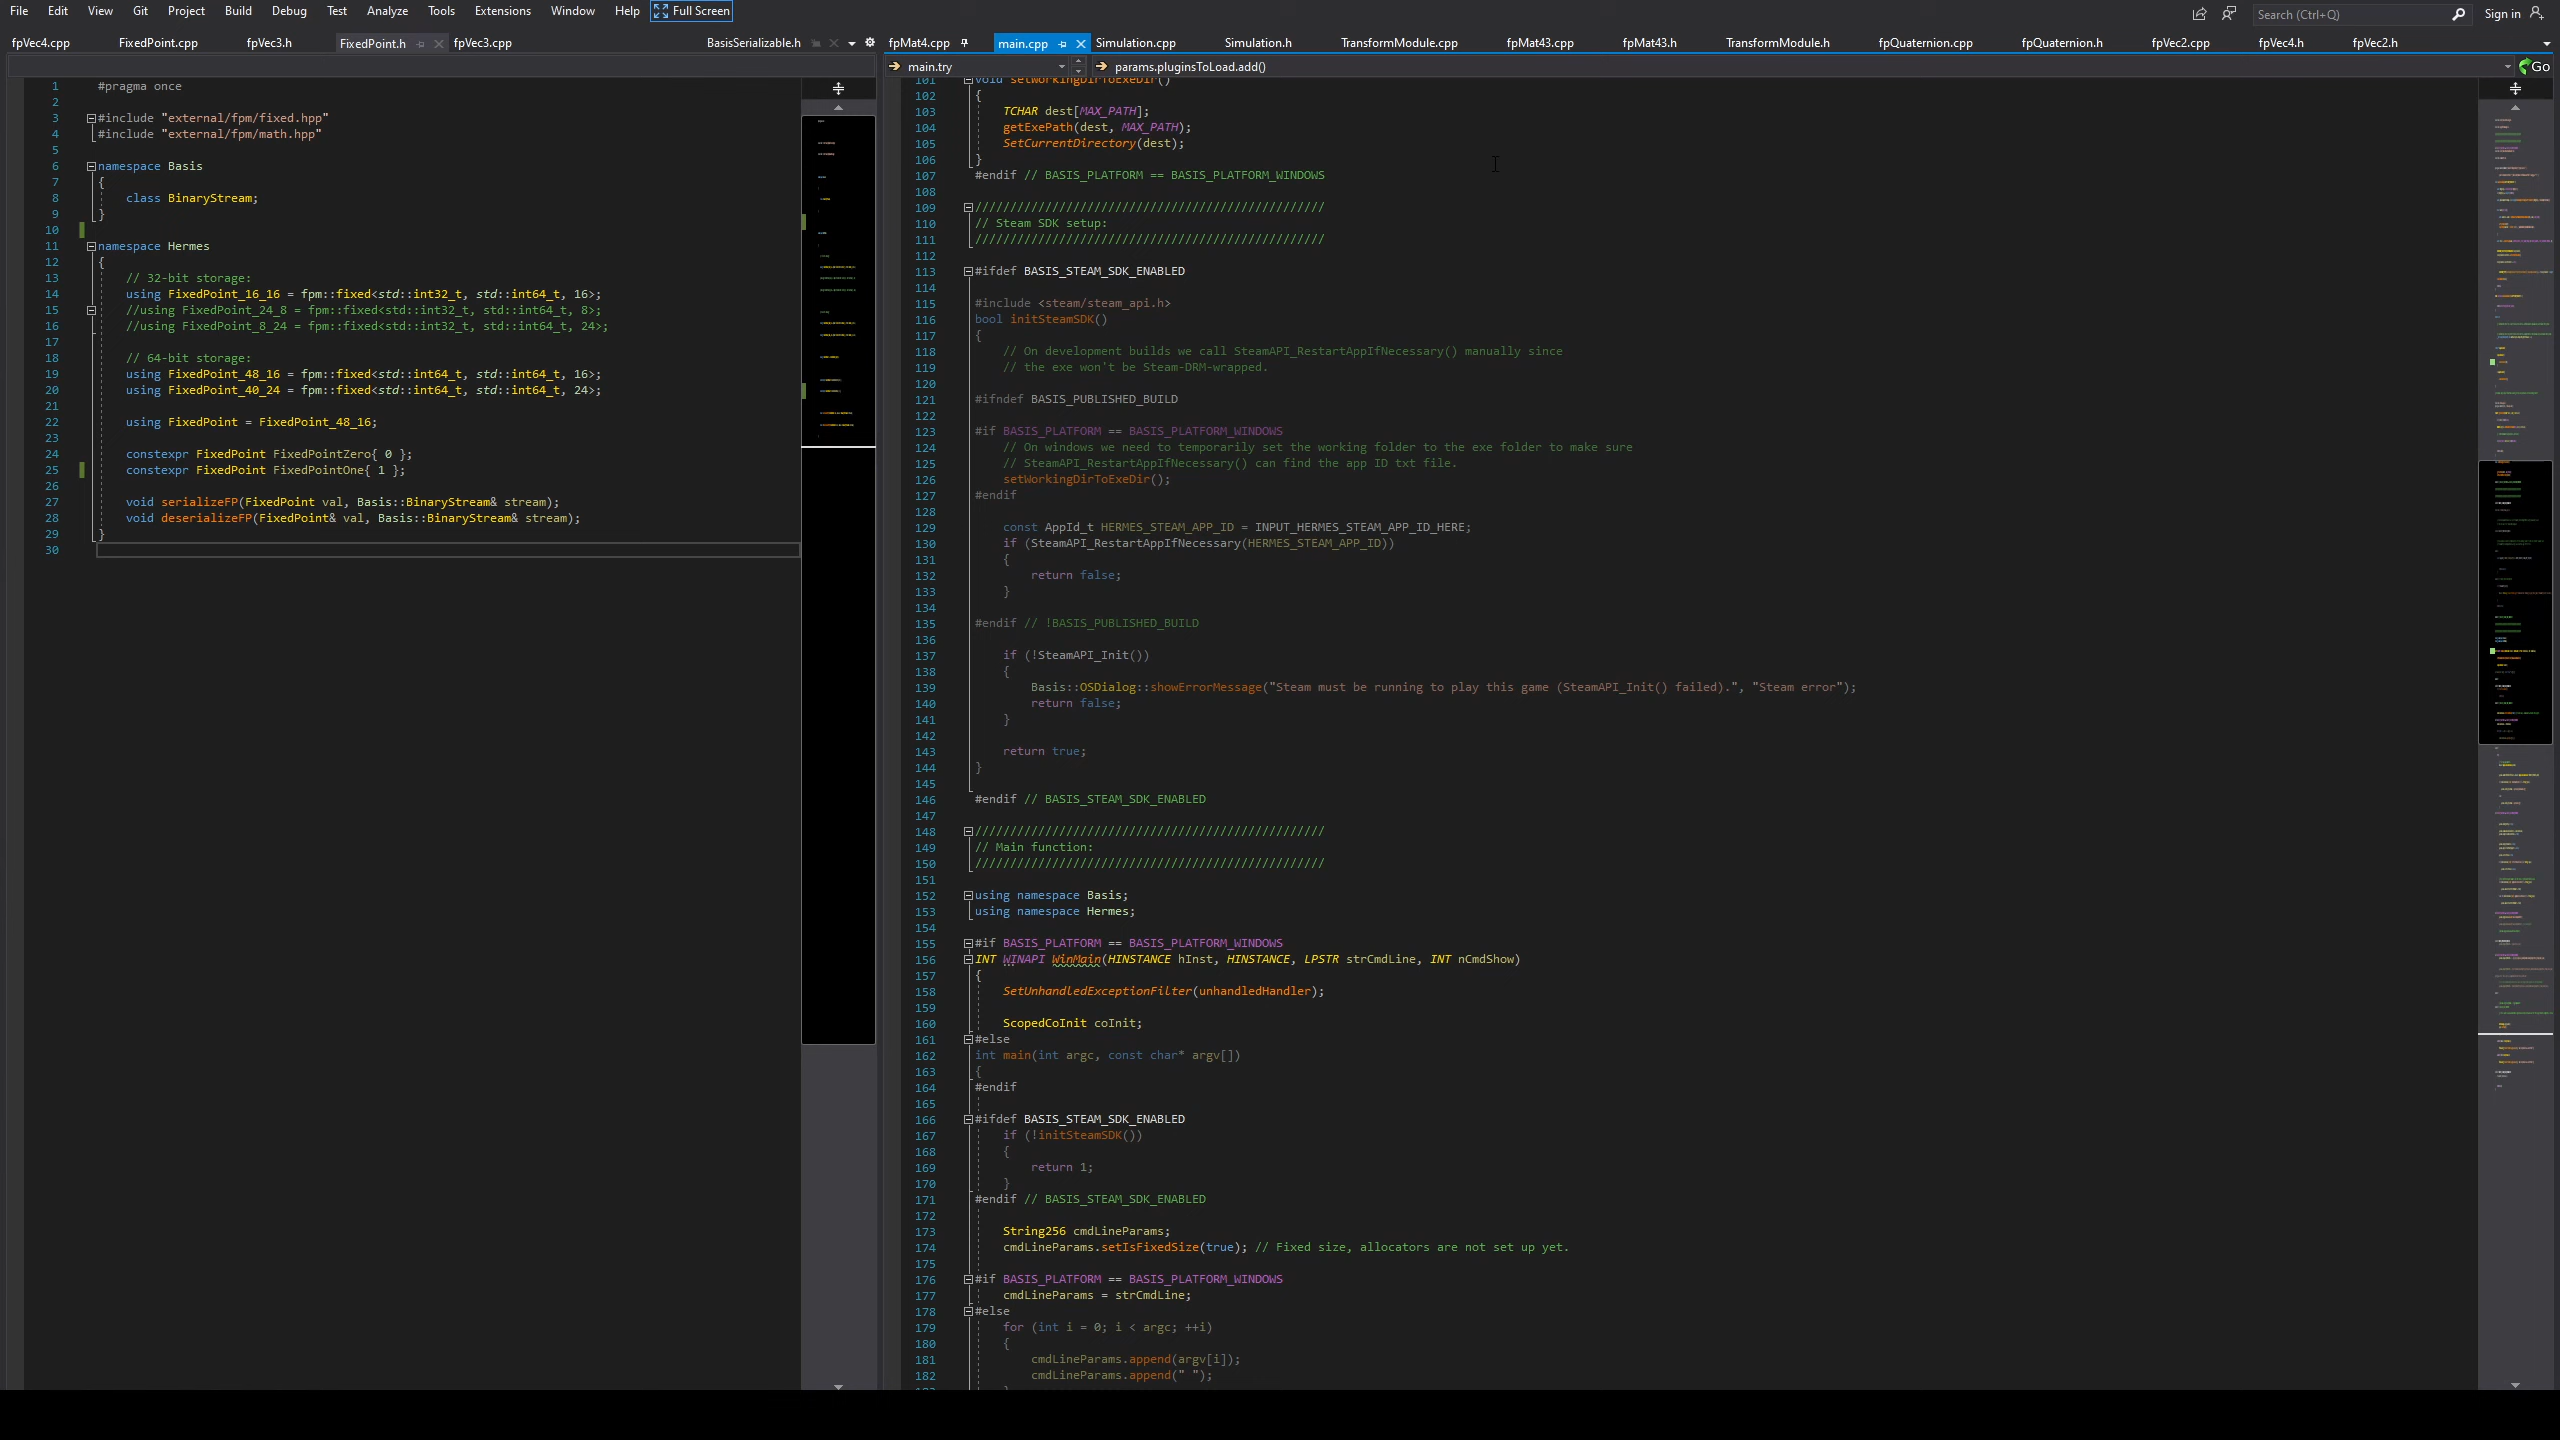 File Edit View Git Project Build Debug Test Analyze Tools Extensions Window Help Full Screen Search (Ctrl+Q) Sign in
fpVec4.cpp FixedPoint.cpp fpVec3.h FixedPoint.h fpVec3.cpp BasisSerializable.h
1 #pragma once
2
3 #include "external/fpm/fixed.hpp"
4 #include "external/fpm/math.hpp"
5
6 namespace Basis
7 {
8 class BinaryStream;
9 }
10
11 namespace Hermes
12 {
13 // 32-bit storage:
14 using FixedPoint_16_16 = fpm::fixed<std::int32_t, std::int64_t, 16>;
15 //using FixedPoint_24_8 = fpm::fixed<std::int32_t, std::int64_t, 8>;
16 //using FixedPoint_8_24 = fpm::fixed<std::int32_t, std::int64_t, 24>;
17
18 // 64-bit storage:
19 using FixedPoint_48_16 = fpm::fixed<std::int64_t, std::int64_t, 16>;
20 using FixedPoint_40_24 = fpm::fixed<std::int64_t, std::int64_t, 24>;
21
22 using FixedPoint = FixedPoint_48_16;
23
24 constexpr FixedPoint FixedPointZero{ 0 };
25 constexpr FixedPoint FixedPointOne{ 1 };
26
27 void serializeFP(FixedPoint val, Basis::BinaryStream& stream);
28 void deserializeFP(FixedPoint& val, Basis::BinaryStream& stream);
29 }
30
fpMat4.cpp main.cpp Simulation.cpp Simulation.h TransformModule.cpp fpMat43.cpp fpMat43.h TransformModule.h fpQuaternion.cpp fpQuaternion.h fpVec2.cpp fpVec4.h fpVec2.h
main.try params.pluginsToLoad.add() Go
101 void setWorkingDirToExeDir()
102 {
103 TCHAR dest[MAX_PATH];
104 getExePath(dest, MAX_PATH);
105 SetCurrentDirectory(dest);
106 }
107 #endif // BASIS_PLATFORM == BASIS_PLATFORM_WINDOWS
108
109 //////////////////////////////////////////////////
110 // Steam SDK setup:
111 //////////////////////////////////////////////////
112
113 #ifdef BASIS_STEAM_SDK_ENABLED
114
115 #include <steam/steam_api.h>
116 bool initSteamSDK()
117 {
118 // On development builds we call SteamAPI_RestartAppIfNecessary() manually since
119 // the exe won't be Steam-DRM-wrapped.
120
121 #ifndef BASIS_PUBLISHED_BUILD
122
123 #if BASIS_PLATFORM == BASIS_PLATFORM_WINDOWS
124 // On windows we need to temporarily set the working folder to the exe folder to make sure
125 // SteamAPI_RestartAppIfNecessary() can find the app ID txt file.
126 setWorkingDirToExeDir();
127 #endif
128
129 const AppId_t HERMES_STEAM_APP_ID = INPUT_HERMES_STEAM_APP_ID_HERE;
130 if (SteamAPI_RestartAppIfNecessary(HERMES_STEAM_APP_ID))
131 {
132 return false;
133 }
134
135 #endif // !BASIS_PUBLISHED_BUILD
136
137 if (!SteamAPI_Init())
138 {
139 Basis::OSDialog::showErrorMessage("Steam must be running to play this game (SteamAPI_Init() failed).", "Steam error");
140 return false;
141 }
142
143 return true;
144 }
145
146 #endif // BASIS_STEAM_SDK_ENABLED
147
148 //////////////////////////////////////////////////
149 // Main function:
150 //////////////////////////////////////////////////
151
152 using namespace Basis;
153 using namespace Hermes;
154
155 #if BASIS_PLATFORM == BASIS_PLATFORM_WINDOWS
156 INT WINAPI WinMain(HINSTANCE hInst, HINSTANCE, LPSTR strCmdLine, INT nCmdShow)
157 {
158 SetUnhandledExceptionFilter(unhandledHandler);
159
160 ScopedCoInit coInit;
161 #else
162 int main(int argc, const char* argv[])
163 {
164 #endif
165
166 #ifdef BASIS_STEAM_SDK_ENABLED
167 if (!initSteamSDK())
168 {
169 return 1;
170 }
171 #endif // BASIS_STEAM_SDK_ENABLED
172
173 String256 cmdLineParams;
174 cmdLineParams.setIsFixedSize(true); // Fixed size, allocators are not set up yet.
175
176 #if BASIS_PLATFORM == BASIS_PLATFORM_WINDOWS
177 cmdLineParams = strCmdLine;
178 #else
179 for (int i = 0; i < argc; ++i)
180 {
181 cmdLineParams.append(argv[i]);
182 cmdLineParams.append(" ");